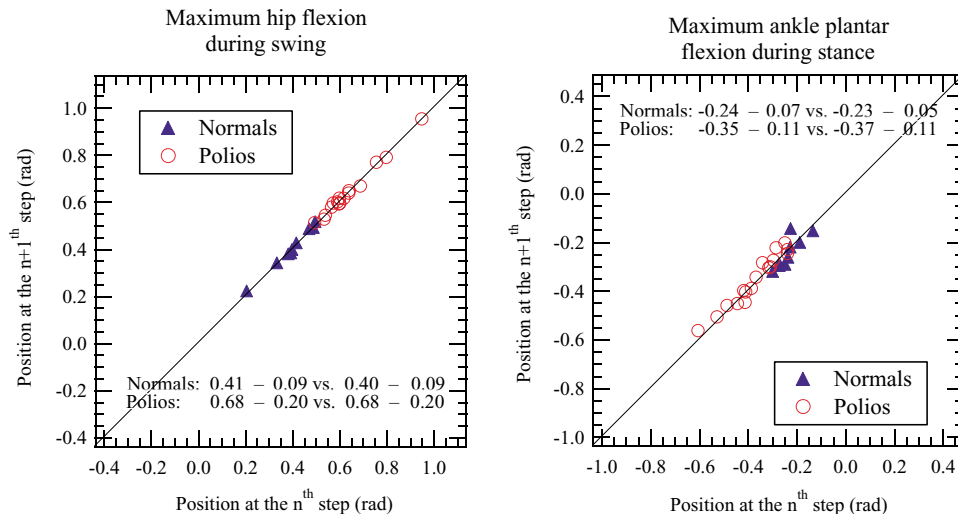 Maximum hip flexion
during swing
Position at the n+1th step (rad)
1.0
0.8
0.6
0.4
0.2
0.0
-0.2
-0.4
Normals
Polios
Normals: 0.41 – 0.09 vs. 0.40 – 0.09
Polios: 0.68 – 0.20 vs. 0.68 – 0.20
-0.4 -0.2 0.0 0.2 0.4 0.6 0.8 1.0
Position at the nth step (rad)
Maximum ankle plantar
flexion during stance
Position at the n+1th step (rad)
0.4
0.2
0.0
-0.2
-0.4
-0.6
-0.8
-1.0
Normals: -0.24 – 0.07 vs. -0.23 – 0.05
Polios: -0.35 – 0.11 vs. -0.37 – 0.11
Normals
Polios
-1.0 -0.8 -0.6 -0.4 -0.2 0.0 0.2 0.4
Position at the nth step (rad)